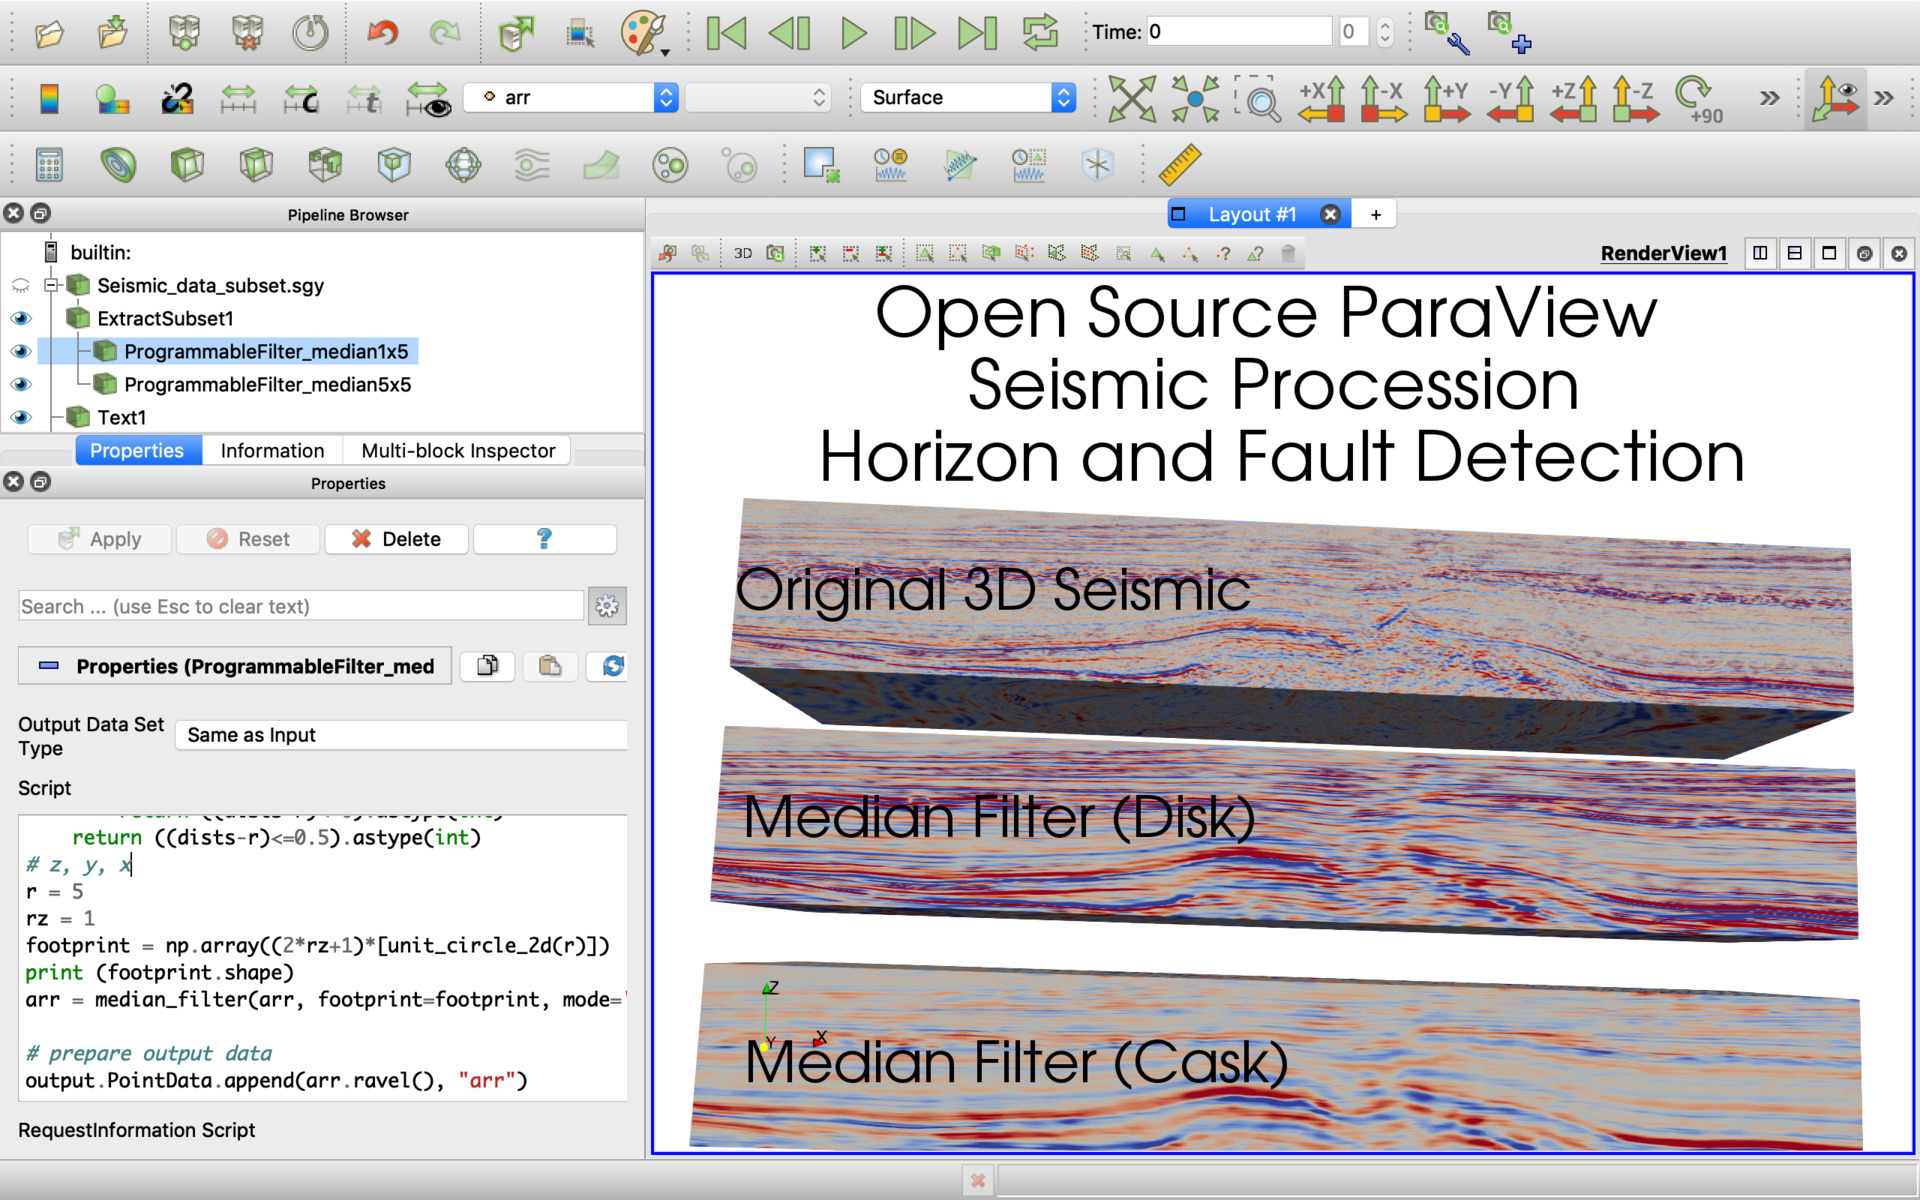 Time: 0
0
arr
Surface
+X
-X
+Y
-Y
+Z
-Z
+90
»
»
Pipeline Browser
builtin:
Seismic_data_subset.sgy
ExtractSubset1
ProgrammableFilter_median1x5
ProgrammableFilter_median5x5
Text1
Properties
Information
Multi-block Inspector
Properties
Apply
Reset
Delete
?
Search ... (use Esc to clear text)
Properties (ProgrammableFilter_med
Output Data Set
Type
Same as Input
Script
return ((dists-r)<=0.5).astype(int)
# z, y, x
r = 5
rz = 1
footprint = np.array((2*rz+1)*[unit_circle_2d(r)])
print (footprint.shape)
arr = median_filter(arr, footprint=footprint, mode='
# prepare output data
output.PointData.append(arr.ravel(), "arr")
RequestInformation Script
Layout #1
+
3D
RenderView1
Open Source ParaView
Seismic Procession
Horizon and Fault Detection
Original 3D Seismic
Median Filter (Disk)
Z
Y
X
Median Filter (Cask)